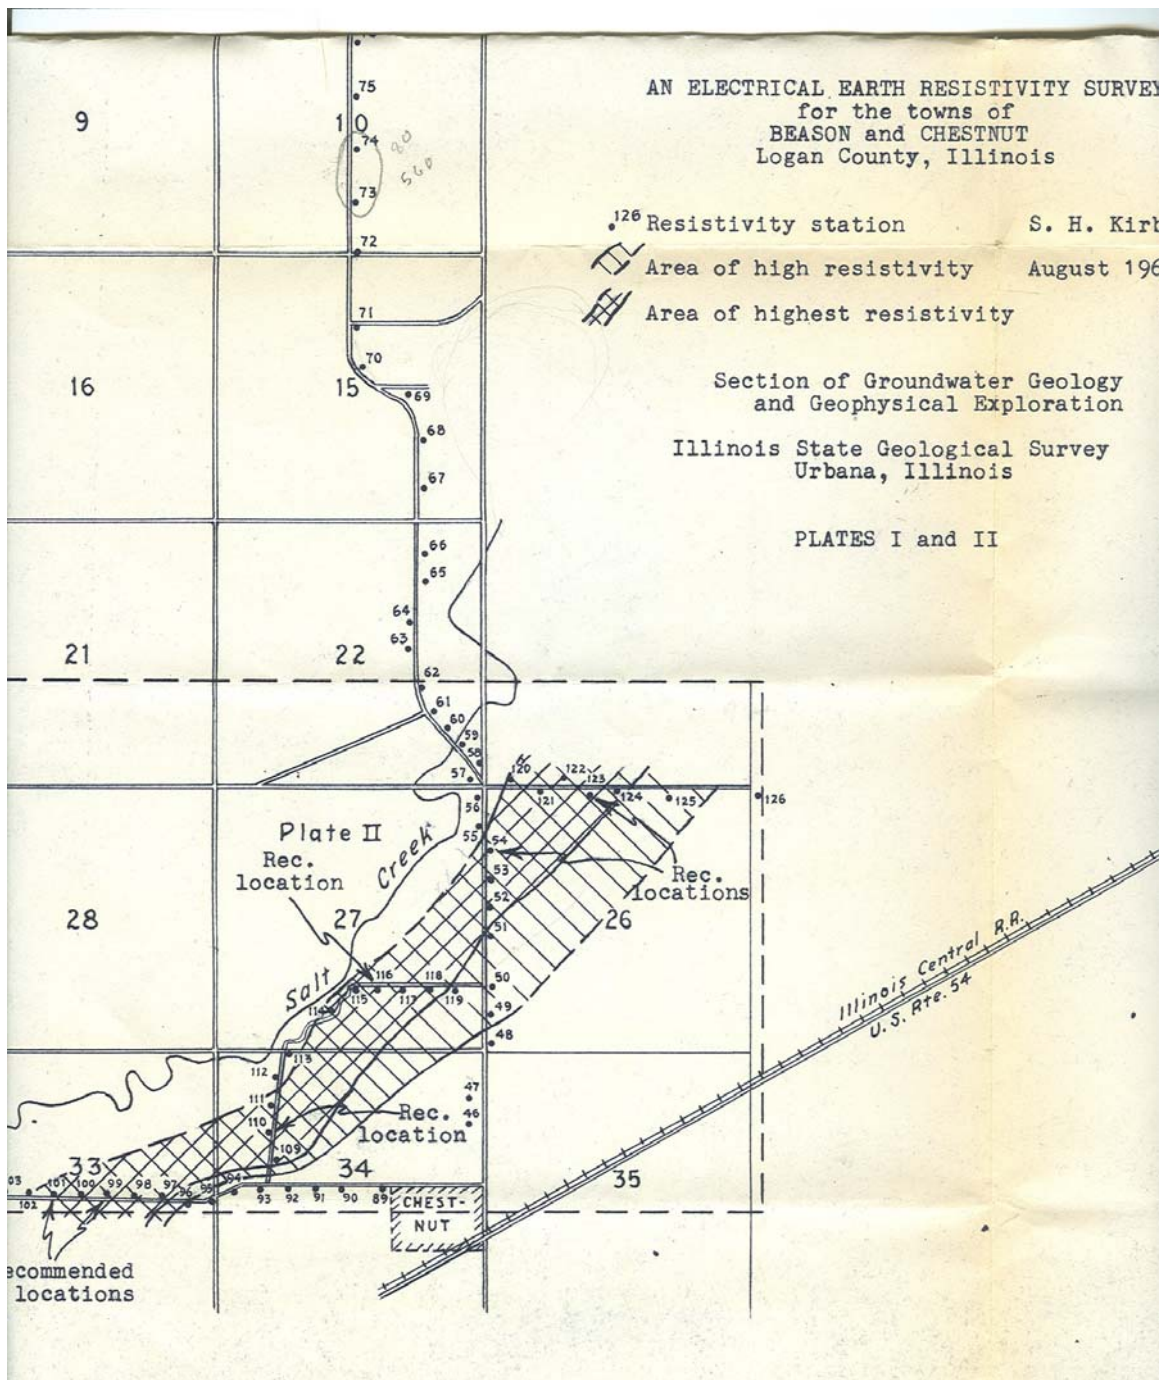 AN ELECTRICAL EARTH RESISTIVITY SURVEY
for the towns of
BEASON and CHESTNUT
Logan County, Illinois
126 Resistivity station
S. H. Kirb
Area of high resistivity
August 196
Area of highest resistivity
Section of Groundwater Geology
and Geophysical Exploration
Illinois State Geological Survey
Urbana, Illinois
PLATES I and II
75
9
10
74
80
560
73
72
71
70
16
15
69
68
67
66
65
64
63
21
22
62
61
60
59
58
57
120
122
123
121
124
125
126
56
55
Plate II
Creek
54
Rec.
location
53
Rec.
locations
52
28
27
26
51
Illinois Central R.R.
U.S. Rte. 54
Salt
116
118
50
115
117
119
114
49
48
113
112
47
111
Rec.
location
46
110
109
33
34
35
03
101
100
99
98
97
96
95
94
102
93
92
91
90
89
CHEST-
NUT
ecommended
locations